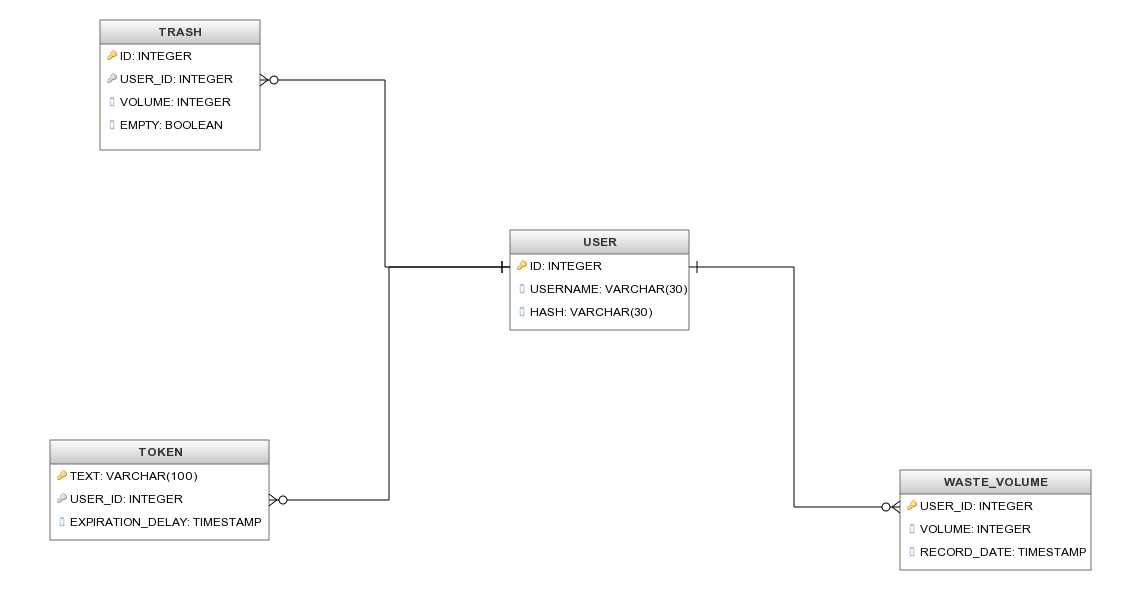 TRASH
ID: INTEGER
USER_ID: INTEGER
VOLUME: INTEGER
EMPTY: BOOLEAN
USER
ID: INTEGER
USERNAME: VARCHAR(30)
HASH: VARCHAR(30)
TOKEN
TEXT: VARCHAR(100)
USER_ID: INTEGER
EXPIRATION_DELAY: TIMESTAMP
WASTE_VOLUME
USER_ID: INTEGER
VOLUME: INTEGER
RECORD_DATE: TIMESTAMP